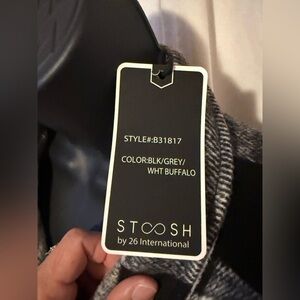 STYLE#:B31817
COLOR:BLK/GREY/
WHT BUFFALO
STOOSH
by 26 International